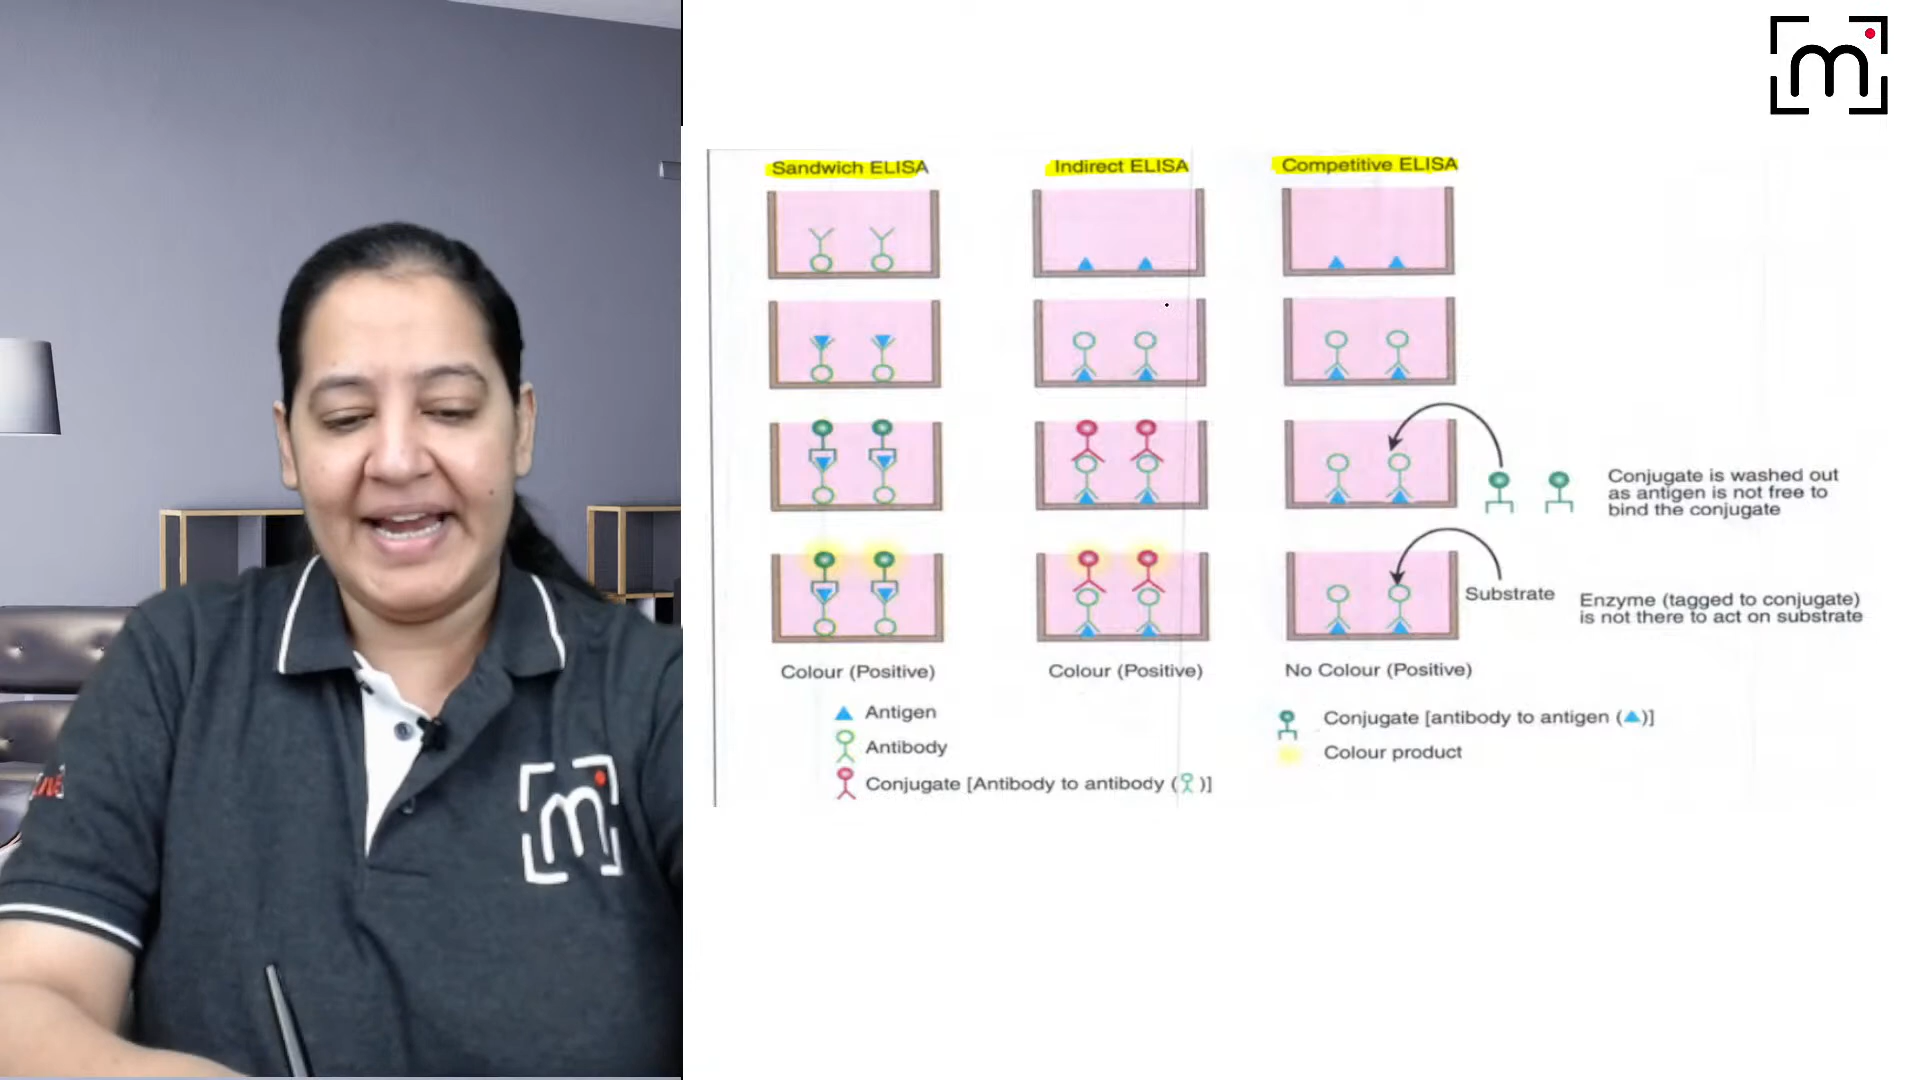 m
Sandwich ELISA
Indirect ELISA
Competitive ELISA
Conjugate is washed out
as antigen is not free to
bind the conjugate
Substrate
Enzyme (tagged to conjugate)
is not there to act on substrate
Colour (Positive)
Colour (Positive)
No Colour (Positive)
Antigen
Antibody
Conjugate [Antibody to antibody ( )]
Conjugate [antibody to antigen ( )]
Colour product
m